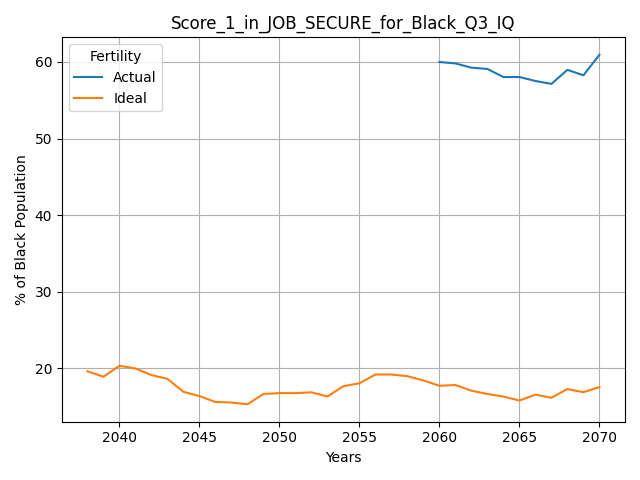 Score_1_in_JOB_SECURE_for_Black_Q3_IQ
Fertility
Actual
Ideal
60
50
40
30
20
% of Black Population
2040 2045 2050 2055 2060 2065 2070
Years